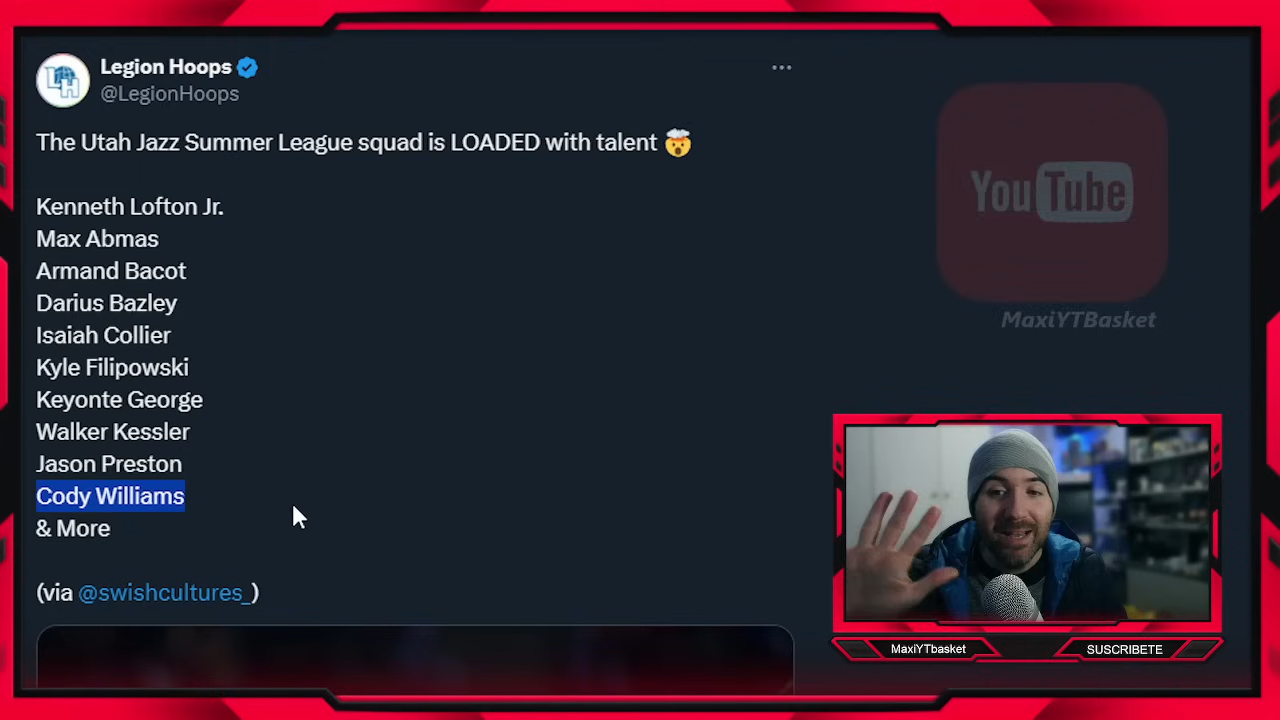 Legion Hoops
@LegionHoops
The Utah Jazz Summer League squad is LOADED with talent 🤯
Kenneth Lofton Jr.
Max Abmas
Armand Bacot
Darius Bazley
Isaiah Collier
Kyle Filipowski
Keyonte George
Walker Kessler
Jason Preston
Cody Williams
& More
(via @swishcultures_)
YouTube
MaxiYTBasket
MaxiYTbasket
SUSCRIBETE